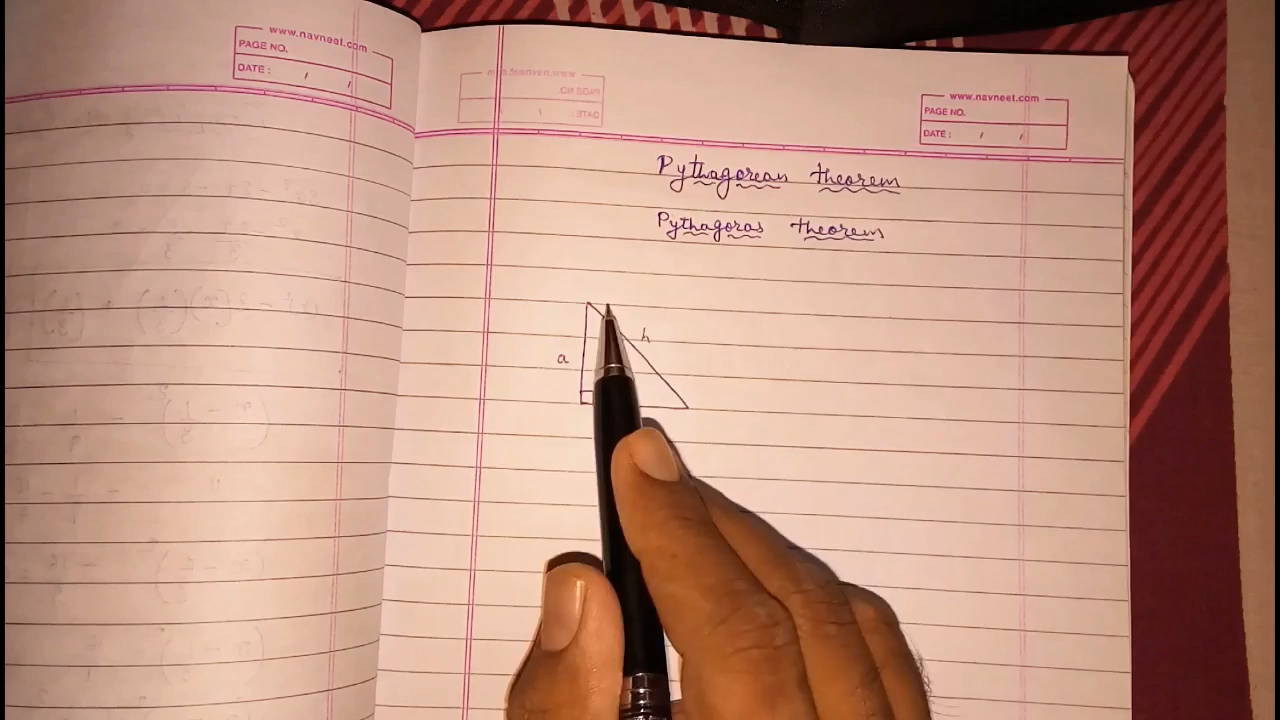 www.navneet.com
PAGE NO.
DATE: / /
www.navneet.com
PAGE NO.
DATE: / /
Pythagorean theorem
Pythagoras theorem
h
a